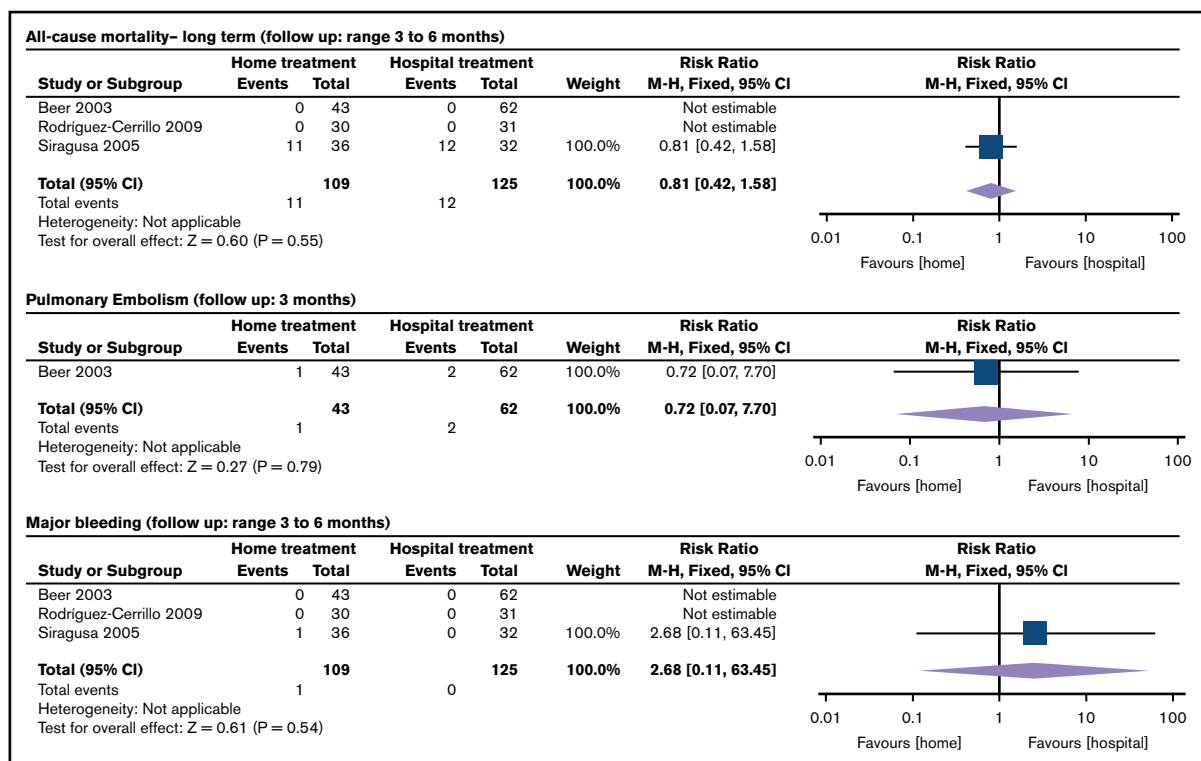 All-cause mortality– long term (follow up: range 3 to 6 months)
Home treatment Hospital treatment Risk Ratio Risk Ratio
Study or Subgroup Events Total Events Total Weight M-H, Fixed, 95% CI M-H, Fixed, 95% CI
Beer 2003 0 43 0 62 Not estimable
Rodríguez-Cerrillo 2009 0 30 0 31 Not estimable
Siragusa 2005 11 36 12 32 100.0% 0.81 [0.42, 1.58]
Total (95% CI) 109 125 100.0% 0.81 [0.42, 1.58]
Total events 11 12
Heterogeneity: Not applicable
Test for overall effect: Z = 0.60 (P = 0.55)
0.01 0.1 1 10 100
Favours [home] Favours [hospital]
Pulmonary Embolism (follow up: 3 months)
Home treatment Hospital treatment Risk Ratio Risk Ratio
Study or Subgroup Events Total Events Total Weight M-H, Fixed, 95% CI M-H, Fixed, 95% CI
Beer 2003 1 43 2 62 100.0% 0.72 [0.07, 7.70]
Total (95% CI) 43 62 100.0% 0.72 [0.07, 7.70]
Total events 1 2
Heterogeneity: Not applicable
Test for overall effect: Z = 0.27 (P = 0.79)
0.01 0.1 1 10 100
Favours [home] Favours [hospital]
Major bleeding (follow up: range 3 to 6 months)
Home treatment Hospital treatment Risk Ratio Risk Ratio
Study or Subgroup Events Total Events Total Weight M-H, Fixed, 95% CI M-H, Fixed, 95% CI
Beer 2003 0 43 0 62 Not estimable
Rodríguez-Cerrillo 2009 0 30 0 31 Not estimable
Siragusa 2005 1 36 0 32 100.0% 2.68 [0.11, 63.45]
Total (95% CI) 109 125 100.0% 2.68 [0.11, 63.45]
Total events 1 0
Heterogeneity: Not applicable
Test for overall effect: Z = 0.61 (P = 0.54)
0.01 0.1 1 10 100
Favours [home] Favours [hospital]